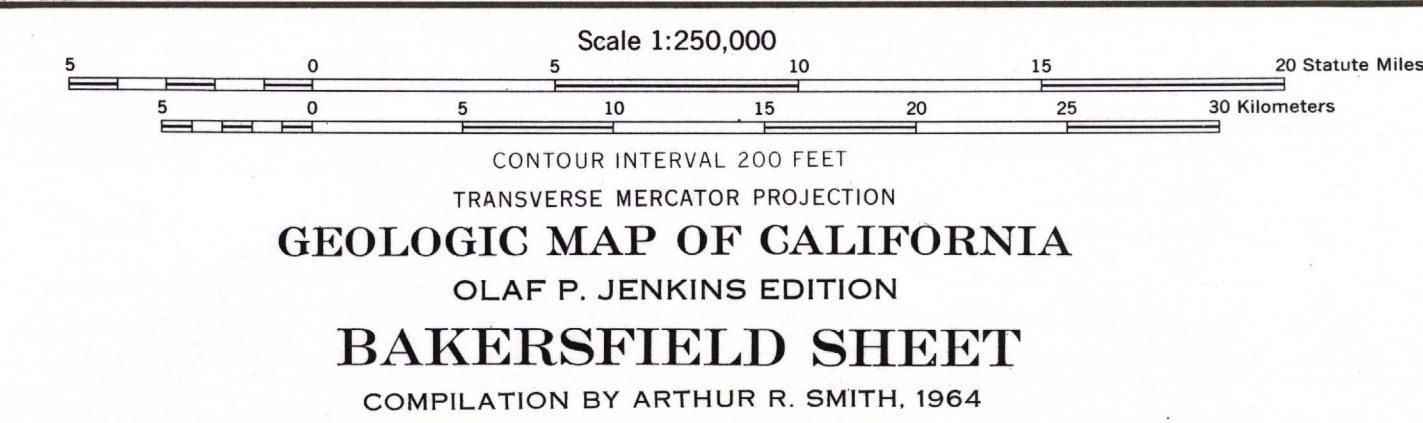 Scale 1:250,000
5 0 5 10 15 20 Statute Miles
5 0 5 10 15 20 25 30 Kilometers
CONTOUR INTERVAL 200 FEET
TRANSVERSE MERCATOR PROJECTION
GEOLOGIC MAP OF CALIFORNIA
OLAF P. JENKINS EDITION
BAKERSFIELD SHEET
COMPILATION BY ARTHUR R. SMITH, 1964